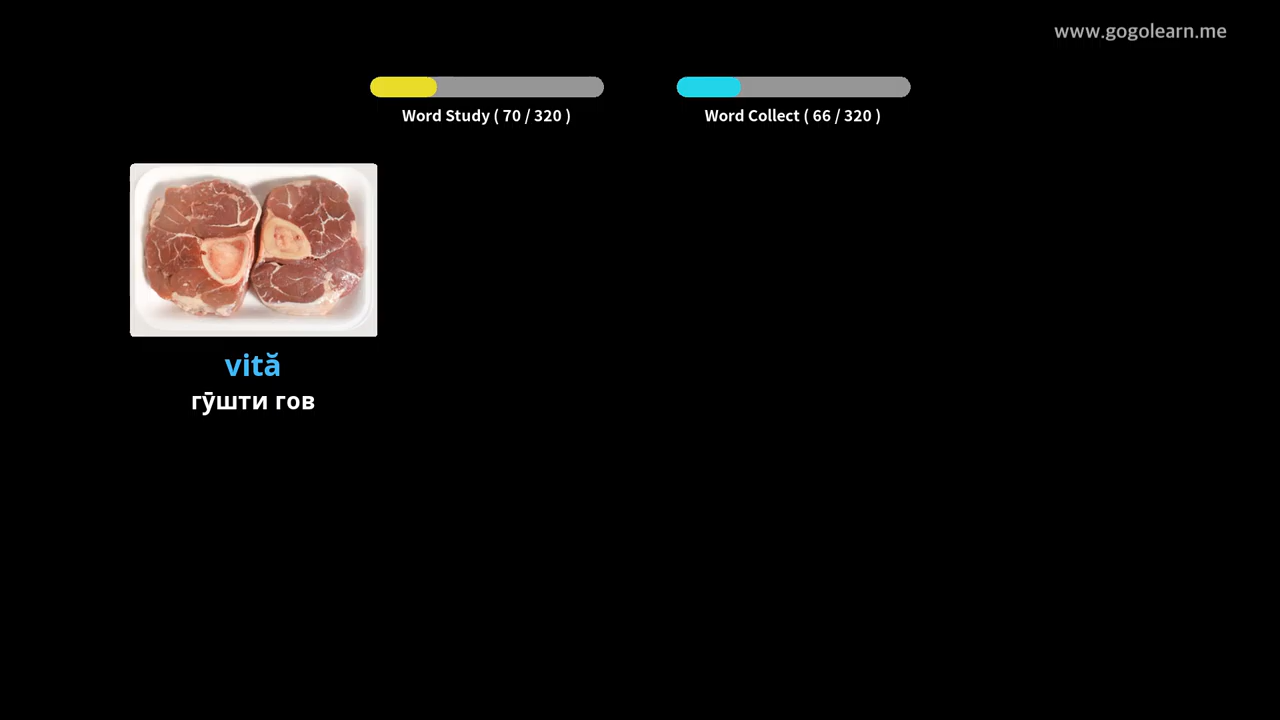 www.gogolearn.me
Word Study ( 70 / 320 )
Word Collect ( 66 / 320 )
vită
гӯшти гов